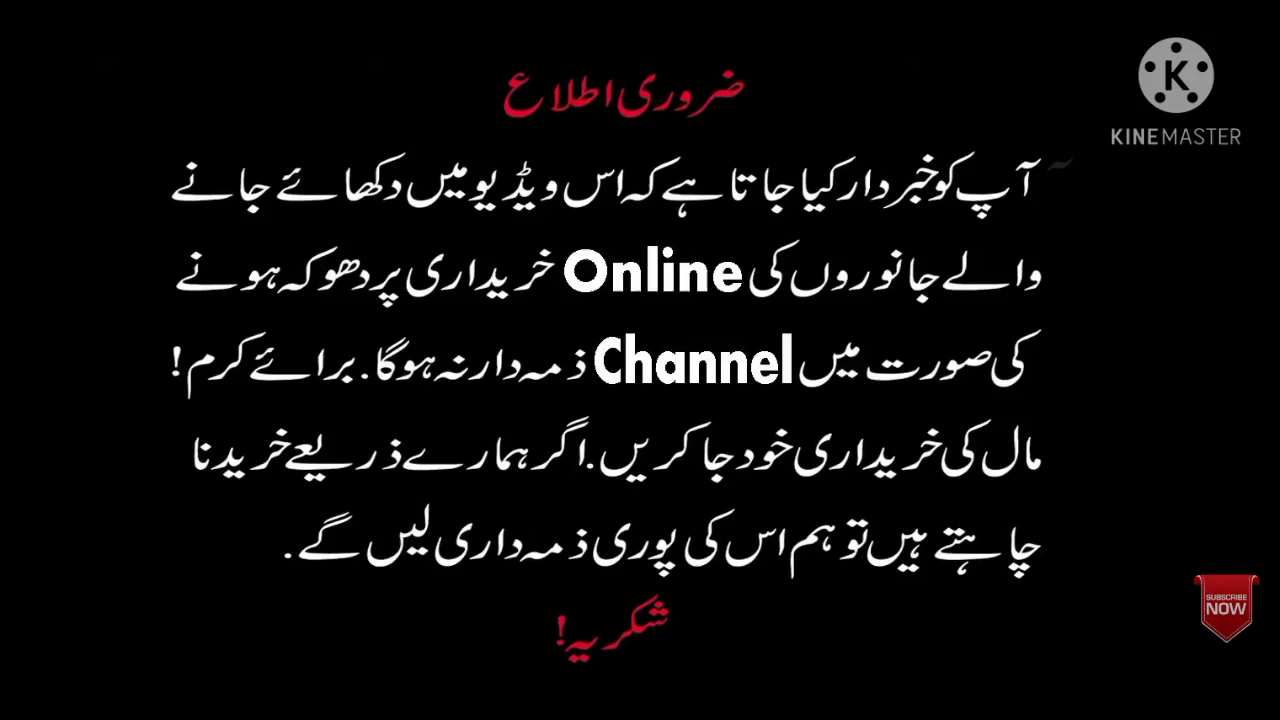 ضروری اطلاع
K
KINEMASTER
آپ کو خبردار کیا جاتا ہے کہ اس ویڈیو میں دکھائے جانے
والے جانوروں کی Online خریداری پر دھوکہ ہونے
کی صورت میں Channel ذمہ دار نہ ہوگا. برائے کرم!
مال کی خریداری خود جا کریں. اگر ہمارے ذریعے خریدنا
چاہتے ہیں تو ہم اس کی پوری ذمہ داری لیں گے.
SUBSCRIBE
NOW
شکریہ!